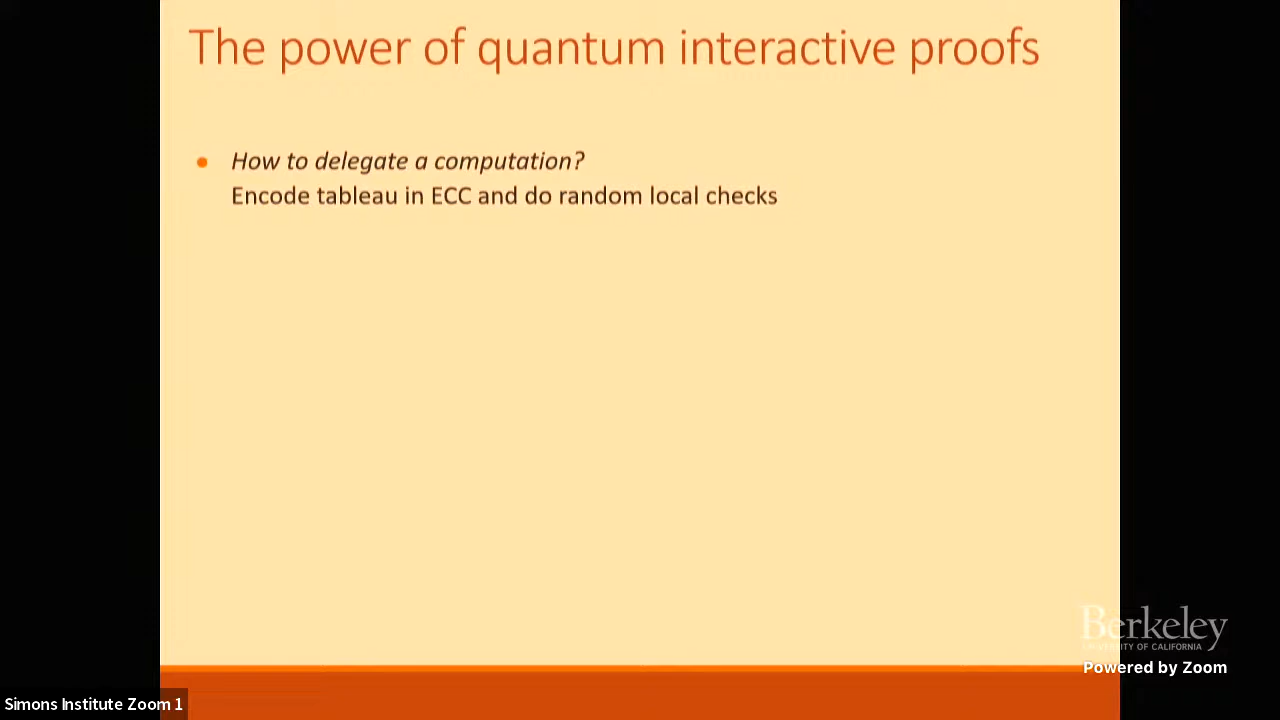 The power of quantum interactive proofs
How to delegate a computation?
Encode tableau in ECC and do random local checks
Berkeley
UNIVERSITY OF CALIFORNIA
Powered by Zoom
Simons Institute Zoom 1